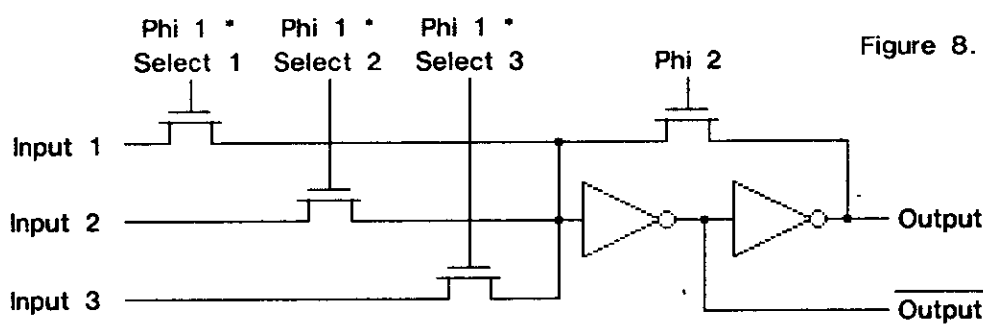 Phi 1 * Phi 1 * Phi 1 *
Select 1 Select 2 Select 3
Phi 2
Figure 8.
Input 1
Input 2
Input 3
Output
Output